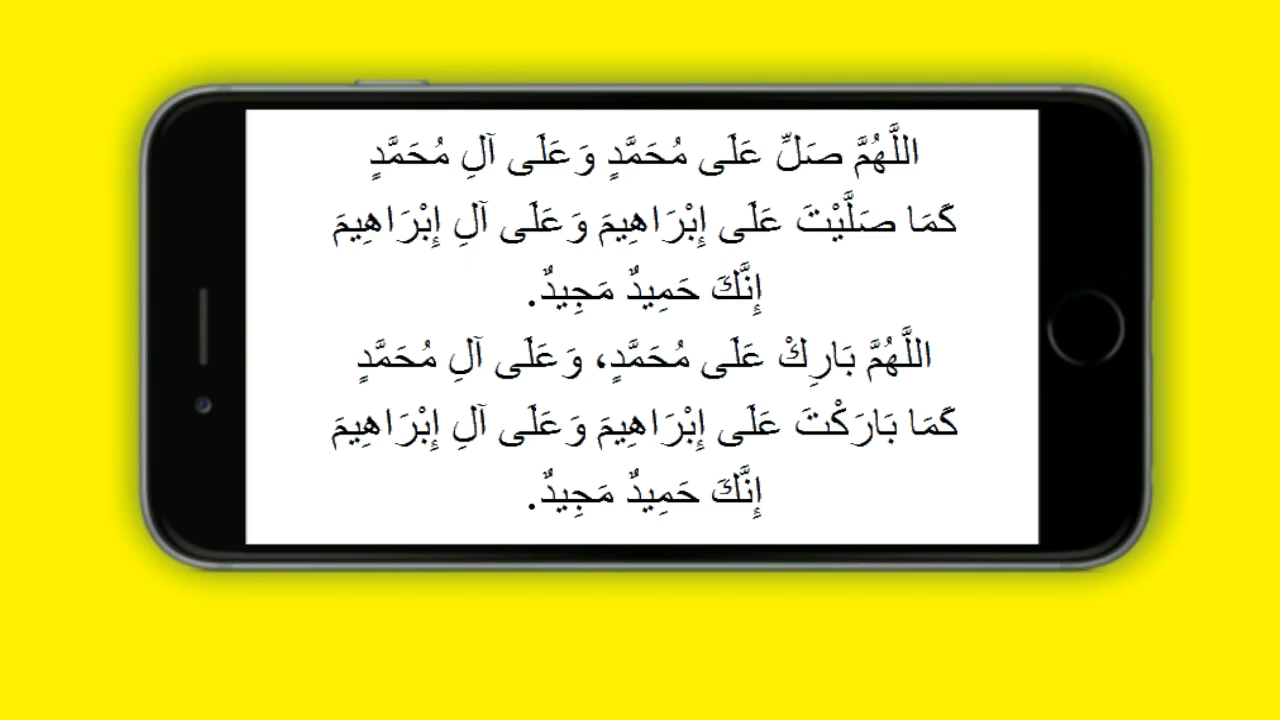 اللَّهُمَّ صَلِّ عَلَى مُحَمَّدٍ وَعَلَى آلِ مُحَمَّدٍ
كَمَا صَلَّيْتَ عَلَى إِبْرَاهِيمَ وَعَلَى آلِ إِبْرَاهِيمَ
إِنَّكَ حَمِيدٌ مَجِيدٌ.
اللَّهُمَّ بَارِكْ عَلَى مُحَمَّدٍ، وَعَلَى آلِ مُحَمَّدٍ
كَمَا بَارَكْتَ عَلَى إِبْرَاهِيمَ وَعَلَى آلِ إِبْرَاهِيمَ
إِنَّكَ حَمِيدٌ مَجِيدٌ.